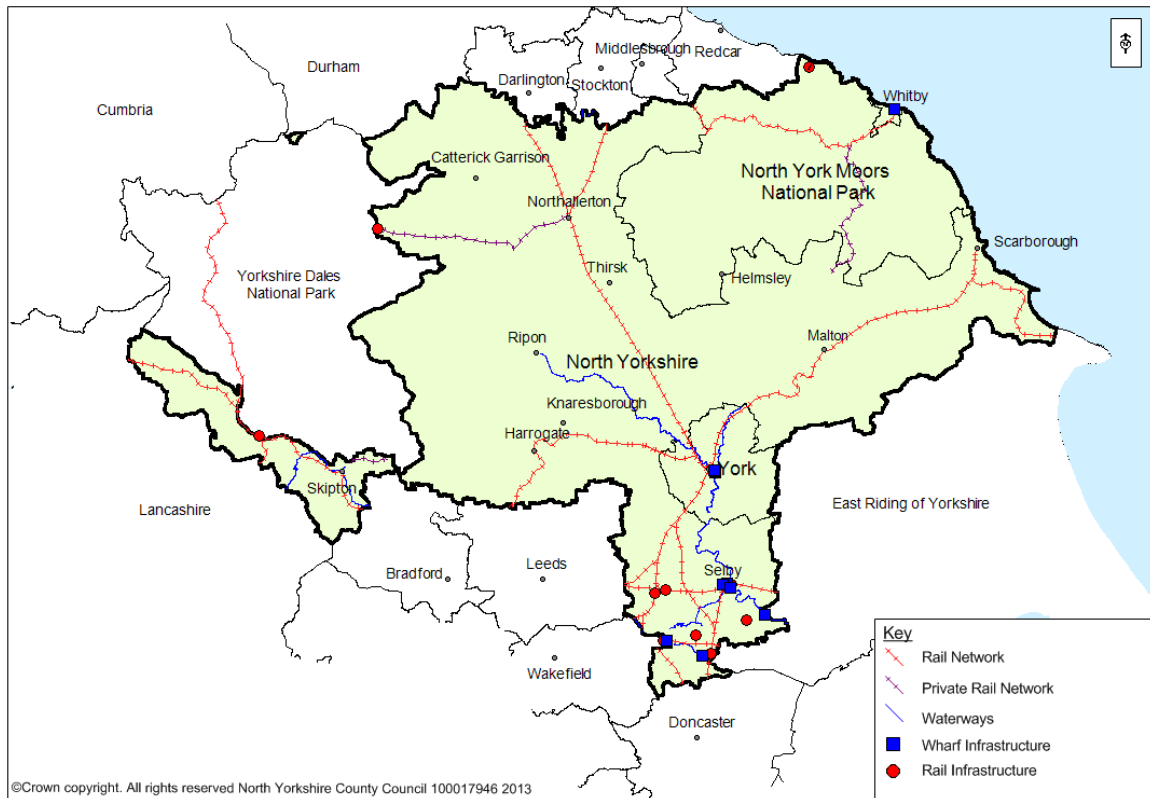 Middlesbrough
Redcar
Durham
Darlington
Stockton
Cumbria
Whitby
Catterick Garrison
North York Moors
National Park
Northallerton
Scarborough
Yorkshire Dales
National Park
Thirsk
Helmsley
Ripon
North Yorkshire
Malton
Knaresborough
Harrogate
York
Skipton
Lancashire
East Riding of Yorkshire
Bradford
Leeds
Selby
Wakefield
Doncaster
Key
Rail Network
Private Rail Network
Waterways
Wharf Infrastructure
Rail Infrastructure
©Crown copyright. All rights reserved North Yorkshire County Council 100017946 2013